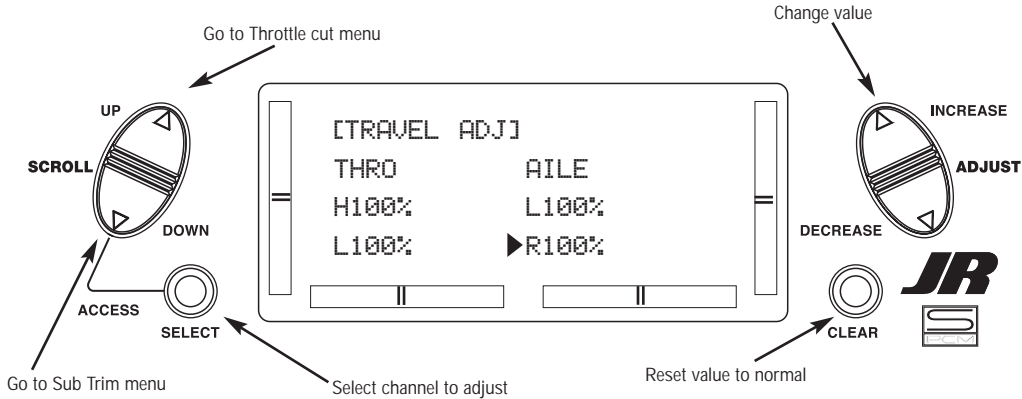 Change value
Go to Throttle cut menu
UP
SCROLL
DOWN
ACCESS
SELECT
[TRAVEL ADJ]
THRO AILE
H100% L100%
L100% R100%
INCREASE
ADJUST
DECREASE
CLEAR
JR
S
PCM
Go to Sub Trim menu
Select channel to adjust
Reset value to normal